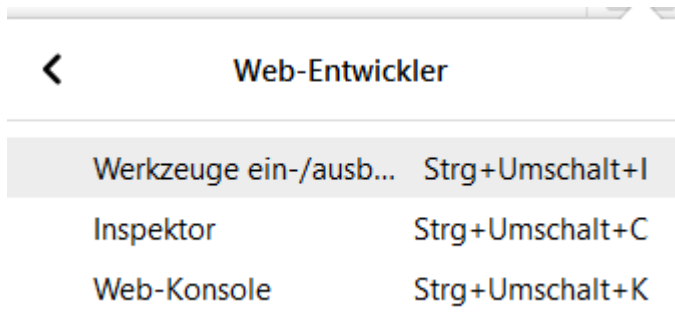 Web-Entwickler
Werkzeuge ein-/ausb... Strg+Umschalt+I
Inspektor Strg+Umschalt+C
Web-Konsole Strg+Umschalt+K